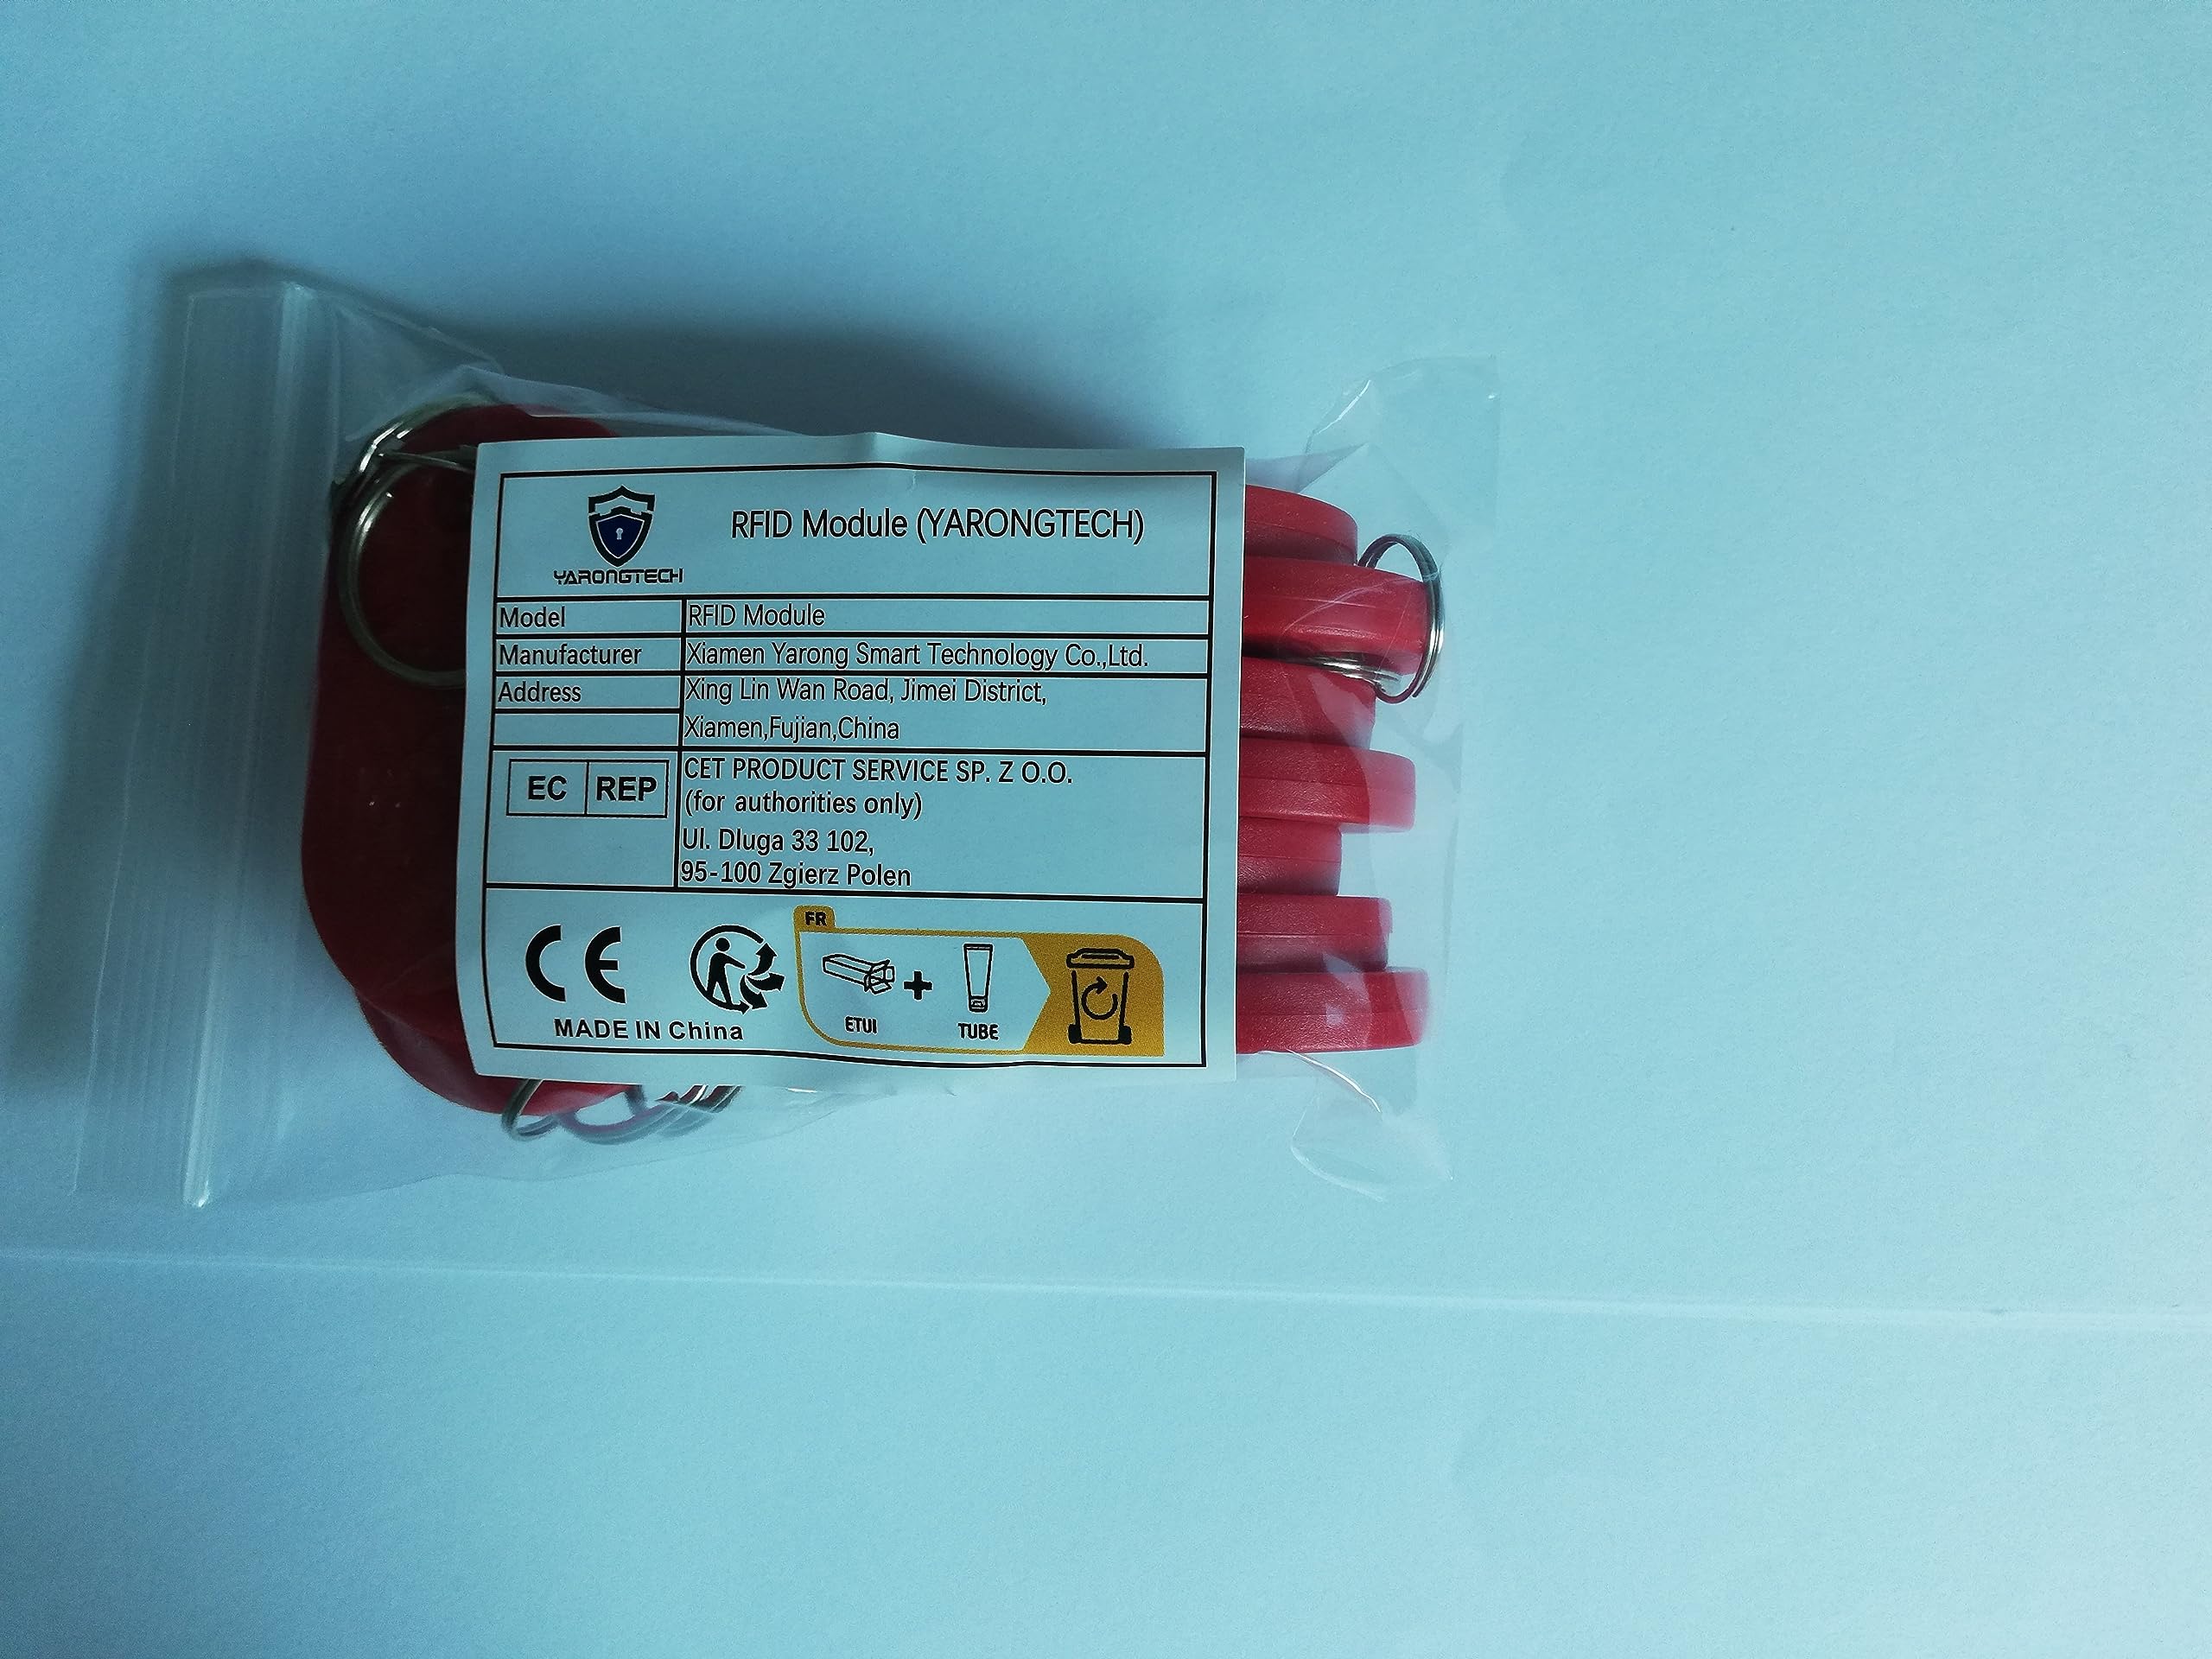 YARONGTECH
RFID Module (YARONGTECH)
Model
RFID Module
Manufacturer
Xiamen Yarong Smart Technology Co.,Ltd.
Address
Xing Lin Wan Road, Jimei District,
Xiamen,Fujian,China
EC REP
CET PRODUCT SERVICE SP. Z O.O.
(for authorities only)
Ul. Dluga 33 102,
95-100 Zgierz Polen
CE
MADE IN China
FR
ETUI
+
TUBE